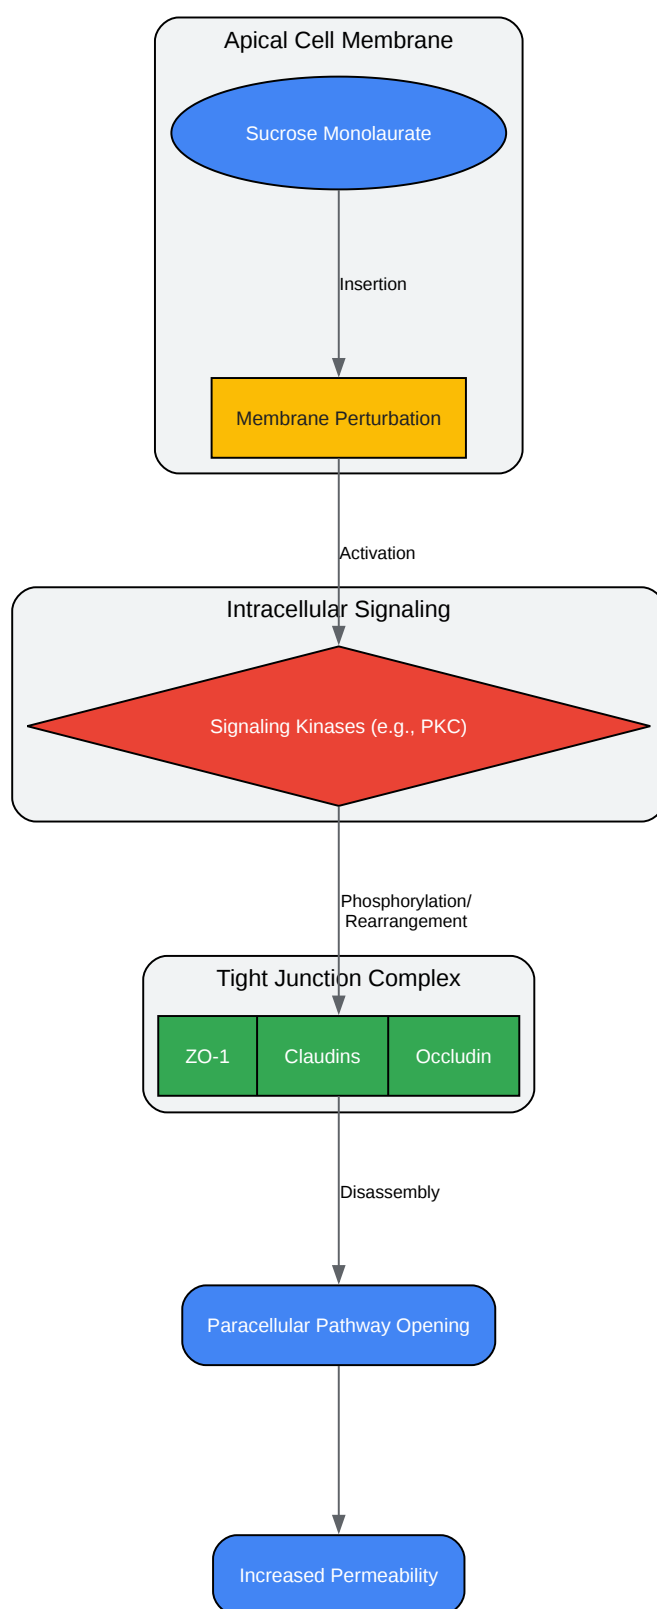 Apical Cell Membrane
Sucrose Monolaurate
Insertion
Membrane Perturbation
Activation
Intracellular Signaling
Signaling Kinases (e.g., PKC)
Phosphorylation/
Rearrangement
Tight Junction Complex
ZO-1
Claudins
Occludin
Disassembly
Paracellular Pathway Opening
Increased Permeability